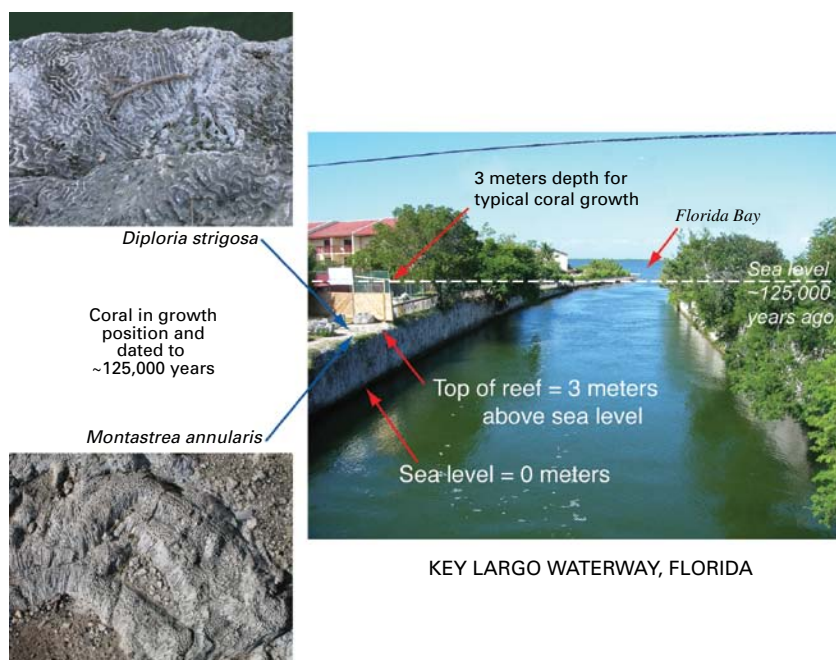 3 meters depth for
typical coral growth
Florida Bay
Diploria strigosa
Sea level
~125,000
years ago
Coral in growth
position and
dated to
~125,000 years
Top of reef = 3 meters
above sea level
Montastrea annularis
Sea level = 0 meters
KEY LARGO WATERWAY, FLORIDA